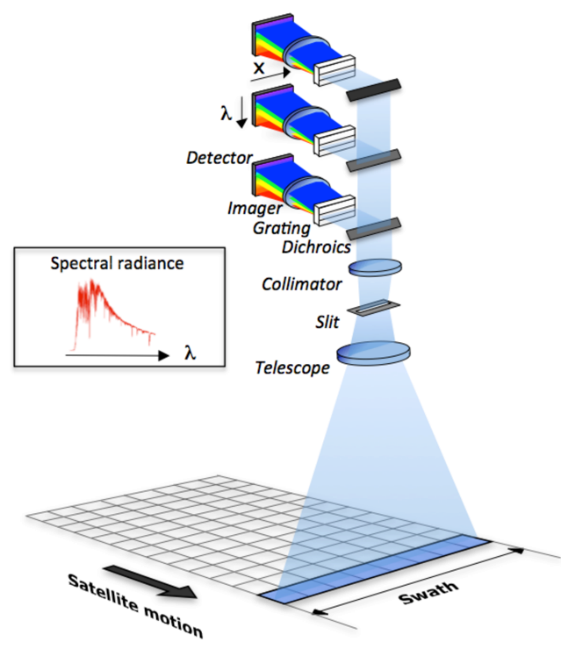 x
λ
Detector
Imager
Grating
Dichroics
Collimator
Slit
Telescope
Spectral radiance
λ
Satellite motion
Swath